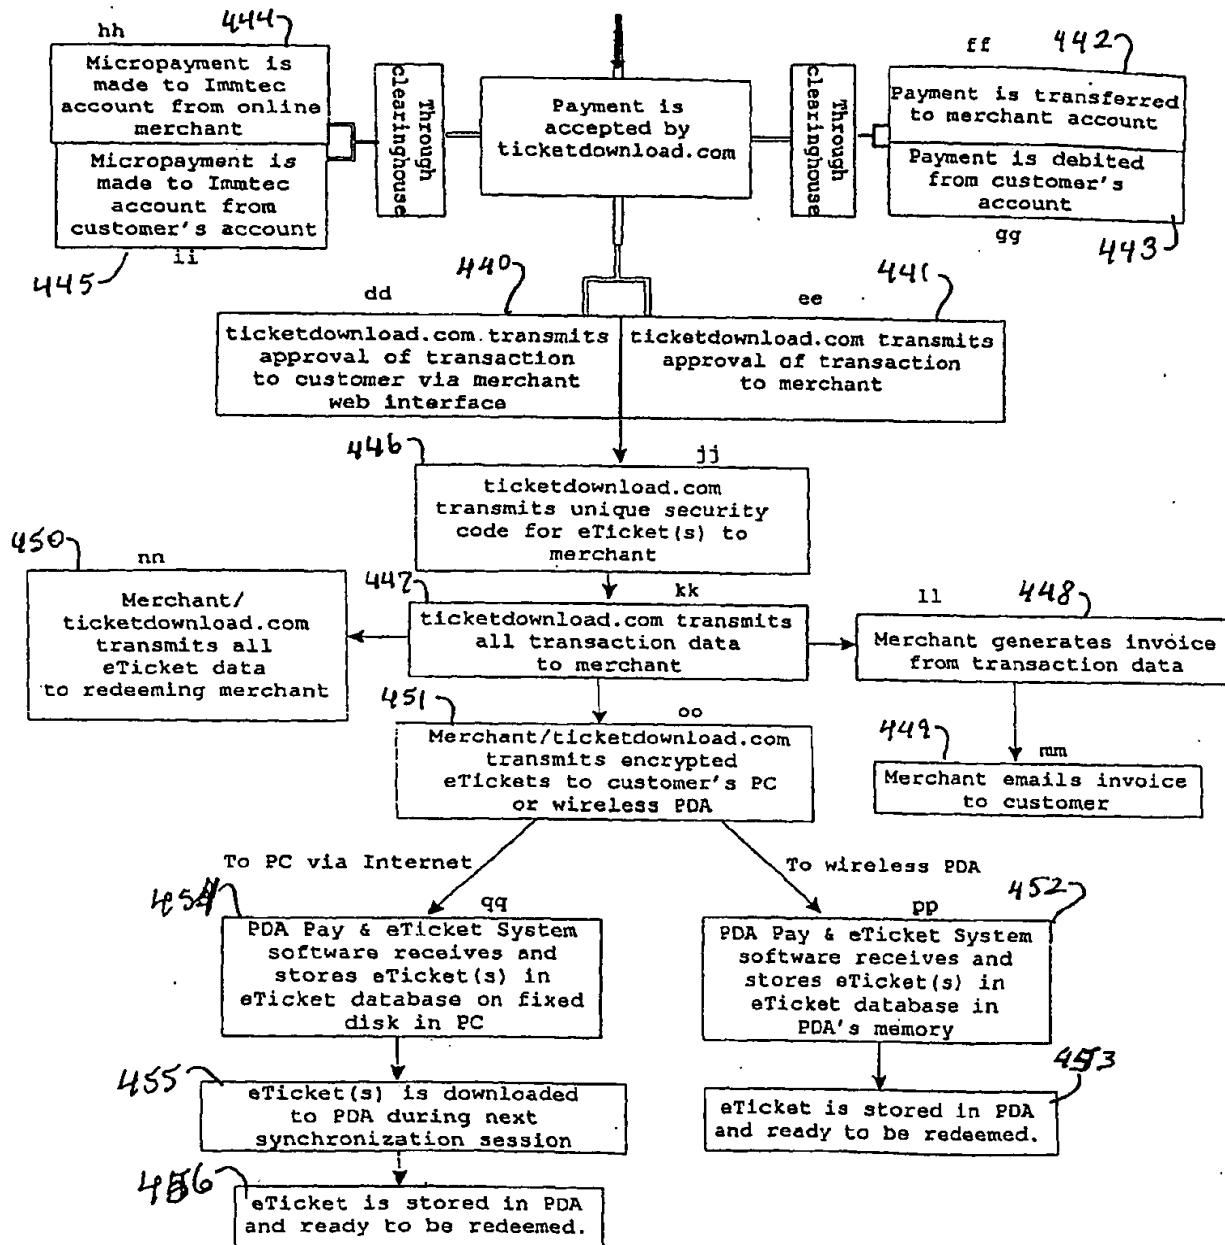 hh
444
Micropayment is
made to Immtec
account from online
merchant
Micropayment is
made to Immtec
account from
customer's account
ii
445
Through
clearinghouse
Payment is
accepted by
ticketdownload.com
Through
clearinghouse
ff
442
Payment is transferred
to merchant account
Payment is debited
from customer's
account
gg
443
dd
440
ticketdownload.com transmits
approval of transaction
to customer via merchant
web interface
ee
441
ticketdownload.com transmits
approval of transaction
to merchant
446
jj
ticketdownload.com
transmits unique security
code for eTicket(s) to
merchant
450
nn
Merchant/
ticketdownload.com
transmits all
eTicket data
to redeeming merchant
447
kk
ticketdownload.com transmits
all transaction data
to merchant
ll
448
Merchant generates invoice
from transaction data
449
mm
Merchant emails invoice
to customer
451
oo
Merchant/ticketdownload.com
transmits encrypted
eTickets to customer's PC
or wireless PDA
To PC via Internet
To wireless PDA
454
qq
PDA Pay & eTicket System
software receives and
stores eTicket(s) in
eTicket database on fixed
disk in PC
452
pp
PDA Pay & eTicket System
software receives and
stores eTicket(s) in
eTicket database in
PDA's memory
455
eTicket(s) is downloaded
to PDA during next
synchronization session
453
eTicket is stored in PDA
and ready to be redeemed.
456
eTicket is stored in PDA
and ready to be redeemed.